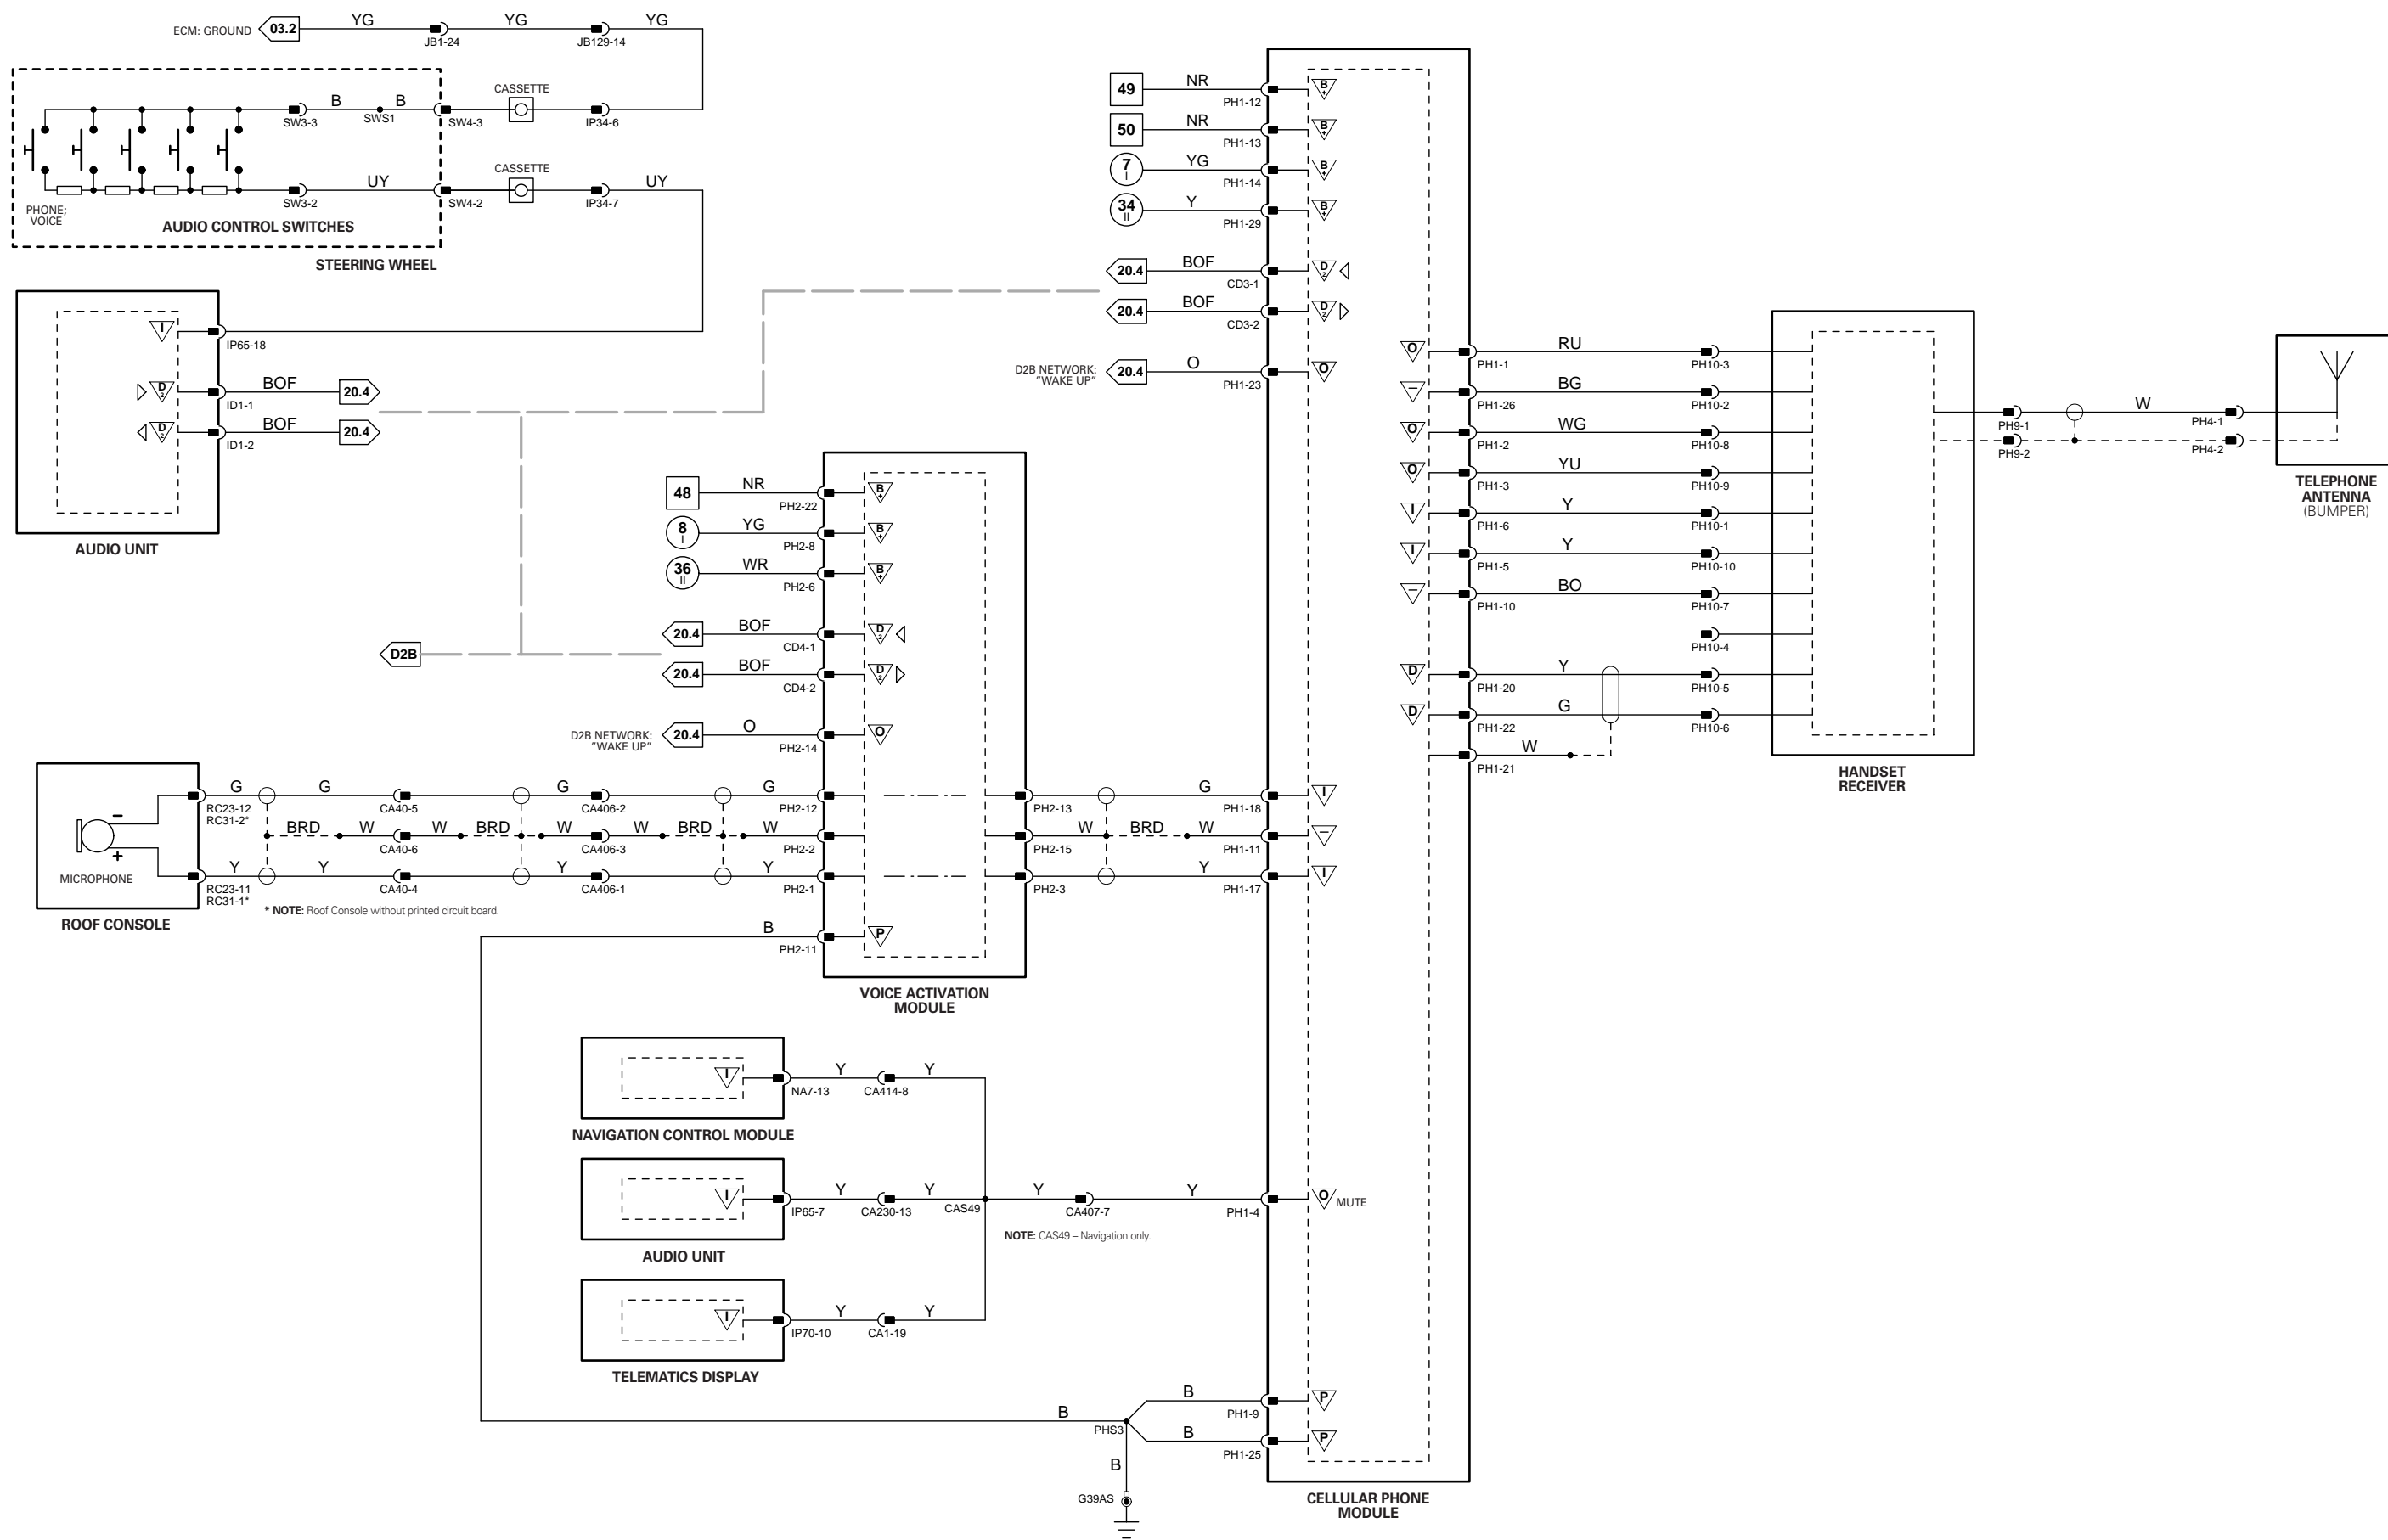 ECM: GROUND
03.2
YG
JB1-24
YG
JB129-14
YG
CASSETTE
B
B
SW3-3
SWS1
SW4-3
IP34-6
CASSETTE
UY
UY
SW3-2
SW4-2
IP34-7
PHONE;
VOICE
AUDIO CONTROL SWITCHES
STEERING WHEEL
I
IP65-18
D
2
BOF
20.4
ID1-1
D
2
BOF
20.4
ID1-2
AUDIO UNIT
49
NR
PH1-12
B
+
50
NR
PH1-13
B
+
7
I
YG
PH1-14
B
+
34
II
Y
PH1-29
B
+
20.4
BOF
CD3-1
D
2
20.4
BOF
CD3-2
D
2
D2B NETWORK:
"WAKE UP"
20.4
O
PH1-23
O
O
PH1-1
RU
PH10-3
–
PH1-26
BG
PH10-2
O
PH1-2
WG
PH10-8
O
PH1-3
YU
PH10-9
I
PH1-6
Y
PH10-1
I
PH1-5
Y
PH10-10
–
PH1-10
BO
PH10-7
PH10-4
D
PH1-20
Y
PH10-5
D
PH1-22
G
PH10-6
PH1-21
W
HANDSET
RECEIVER
PH9-1
W
PH4-1
PH9-2
PH4-2
TELEPHONE
ANTENNA
(BUMPER)
48
NR
PH2-22
B
+
8
I
YG
PH2-8
B
+
36
II
WR
PH2-6
B
+
20.4
BOF
CD4-1
D
2
D2B
20.4
BOF
CD4-2
D
2
D2B NETWORK:
"WAKE UP"
20.4
O
PH2-14
O
–
+
MICROPHONE
ROOF CONSOLE
RC23-12
RC31-2*
G
G
CA40-5
G
CA406-2
G
PH2-12
PH2-13
G
PH1-18
I
BRD
W
CA40-6
W
BRD
W
CA406-3
W
BRD
W
PH2-2
PH2-15
W
BRD
W
PH1-11
–
RC23-11
RC31-1*
Y
Y
CA40-4
Y
CA406-1
Y
PH2-1
PH2-3
Y
PH1-17
I
* NOTE: Roof Console without printed circuit board.
B
PH2-11
P
VOICE ACTIVATION
MODULE
I
NA7-13
Y
CA414-8
Y
NAVIGATION CONTROL MODULE
I
IP65-7
Y
CA230-13
Y
CAS49
Y
CA407-7
Y
PH1-4
O
MUTE
NOTE: CAS49 – Navigation only.
AUDIO UNIT
I
IP70-10
Y
CA1-19
Y
TELEMATICS DISPLAY
B
PHS3
B
PH1-9
P
B
PH1-25
P
B
G39AS
CELLULAR PHONE
MODULE